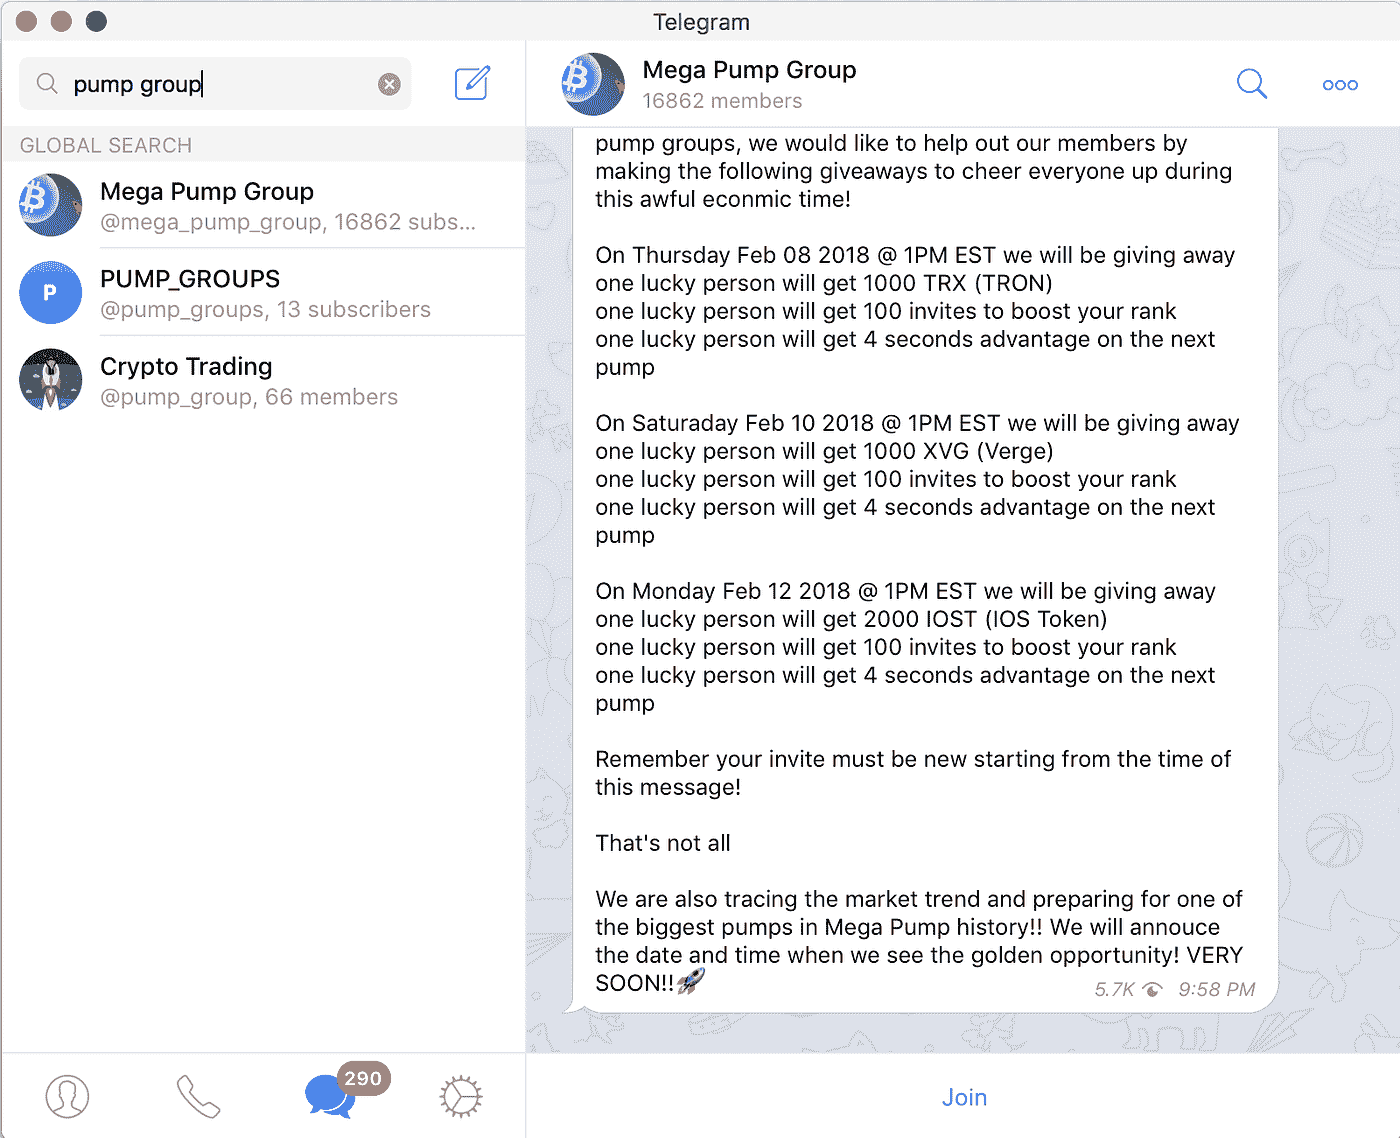 Telegram
pump group
GLOBAL SEARCH
Mega Pump Group
@mega_pump_group, 16862 subs...
P
PUMP_GROUPS
@pump_groups, 13 subscribers
Crypto Trading
@pump_group, 66 members
290
Mega Pump Group
16862 members
pump groups, we would like to help out our members by
making the following giveaways to cheer everyone up during
this awful econmic time!
On Thursday Feb 08 2018 @ 1PM EST we will be giving away
one lucky person will get 1000 TRX (TRON)
one lucky person will get 100 invites to boost your rank
one lucky person will get 4 seconds advantage on the next
pump
On Saturaday Feb 10 2018 @ 1PM EST we will be giving away
one lucky person will get 1000 XVG (Verge)
one lucky person will get 100 invites to boost your rank
one lucky person will get 4 seconds advantage on the next
pump
On Monday Feb 12 2018 @ 1PM EST we will be giving away
one lucky person will get 2000 IOST (IOS Token)
one lucky person will get 100 invites to boost your rank
one lucky person will get 4 seconds advantage on the next
pump
Remember your invite must be new starting from the time of
this message!
That's not all
We are also tracing the market trend and preparing for one of
the biggest pumps in Mega Pump history!! We will annouce
the date and time when we see the golden opportunity! VERY
SOON!!🚀
5.7K 9:58 PM
Join